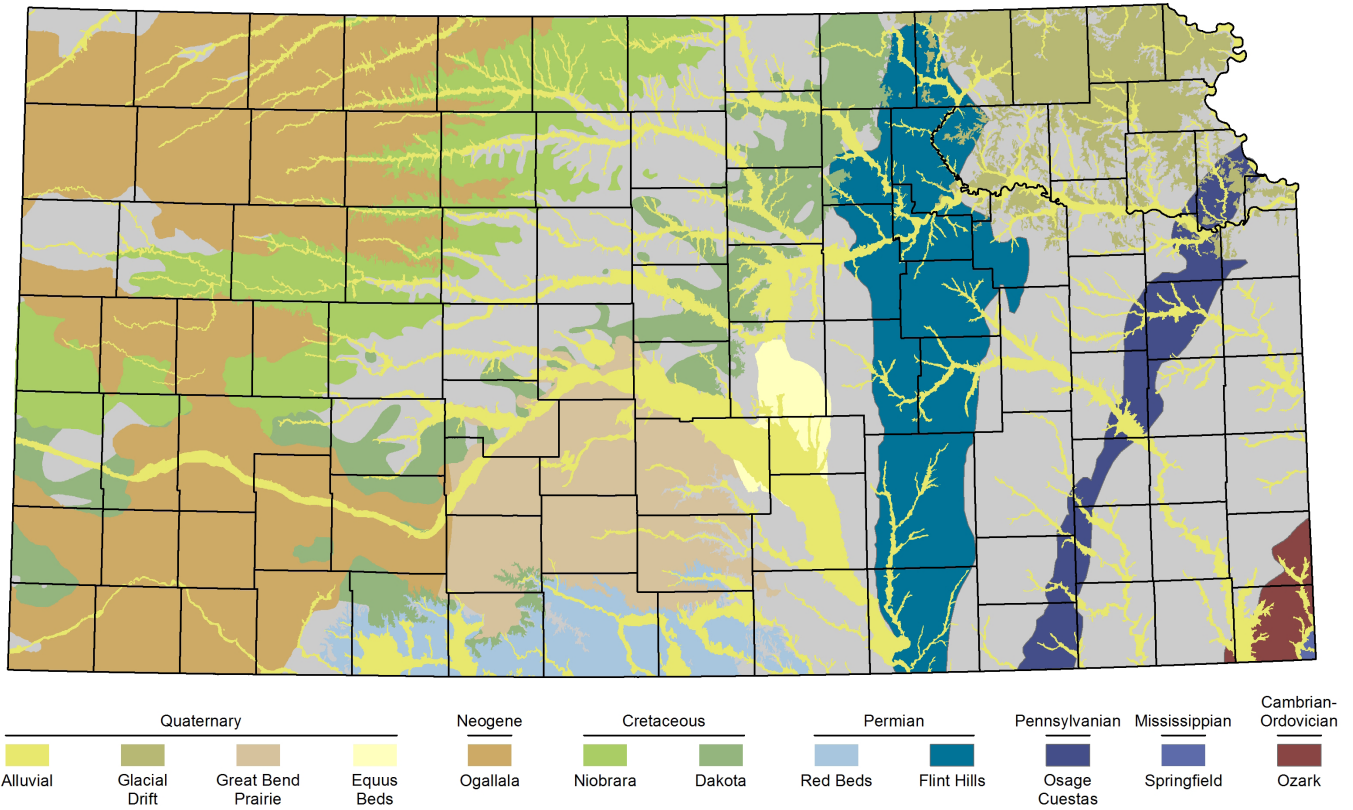 Quaternary
Neogene
Cretaceous
Permian
Pennsylvanian
Mississippian
Cambrian-
Ordovician
Alluvial
Glacial
Drift
Great Bend
Prairie
Equus
Beds
Ogallala
Niobrara
Dakota
Red Beds
Flint Hills
Osage
Cuestas
Springfield
Ozark